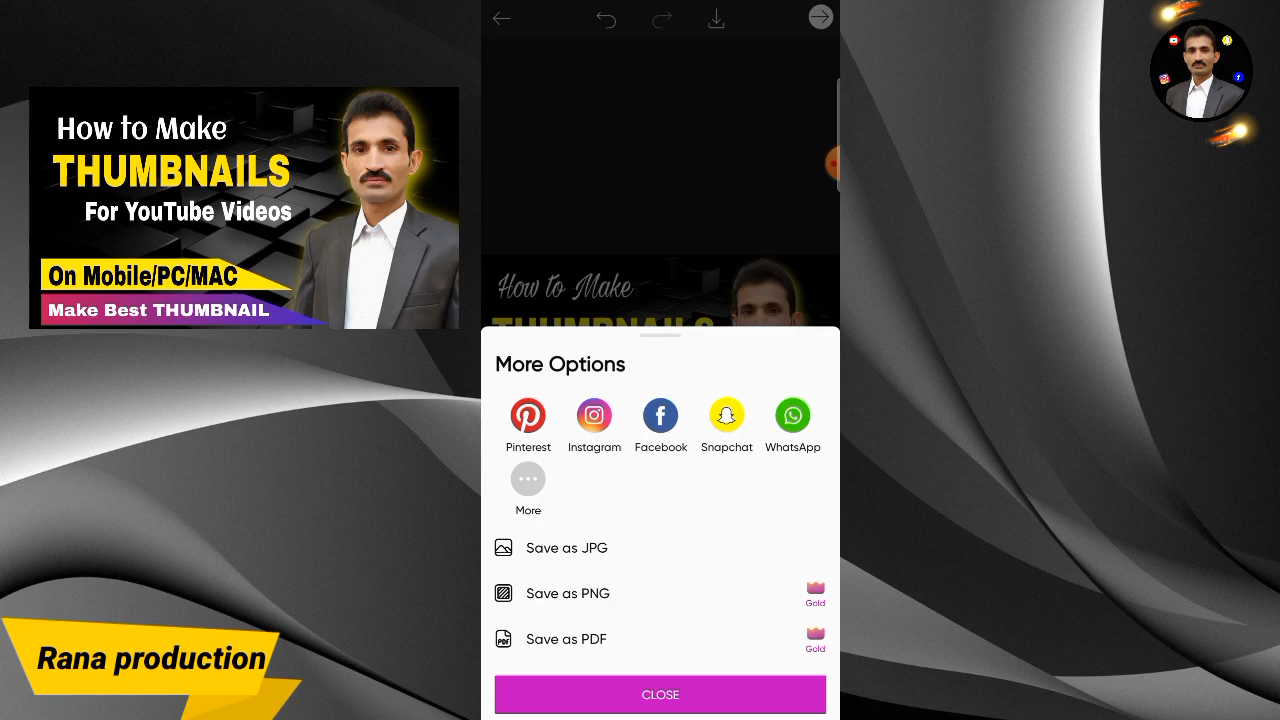 How to Make
THUMBNAILS
For YouTube Videos
On Mobile/PC/MAC
Make Best THUMBNAIL
Rana production
How to Make
THUMBNAILS
More Options
Pinterest
Instagram
Facebook
Snapchat
WhatsApp
More
Save as JPG
Save as PNG
Gold
PDF
Save as PDF
Gold
CLOSE